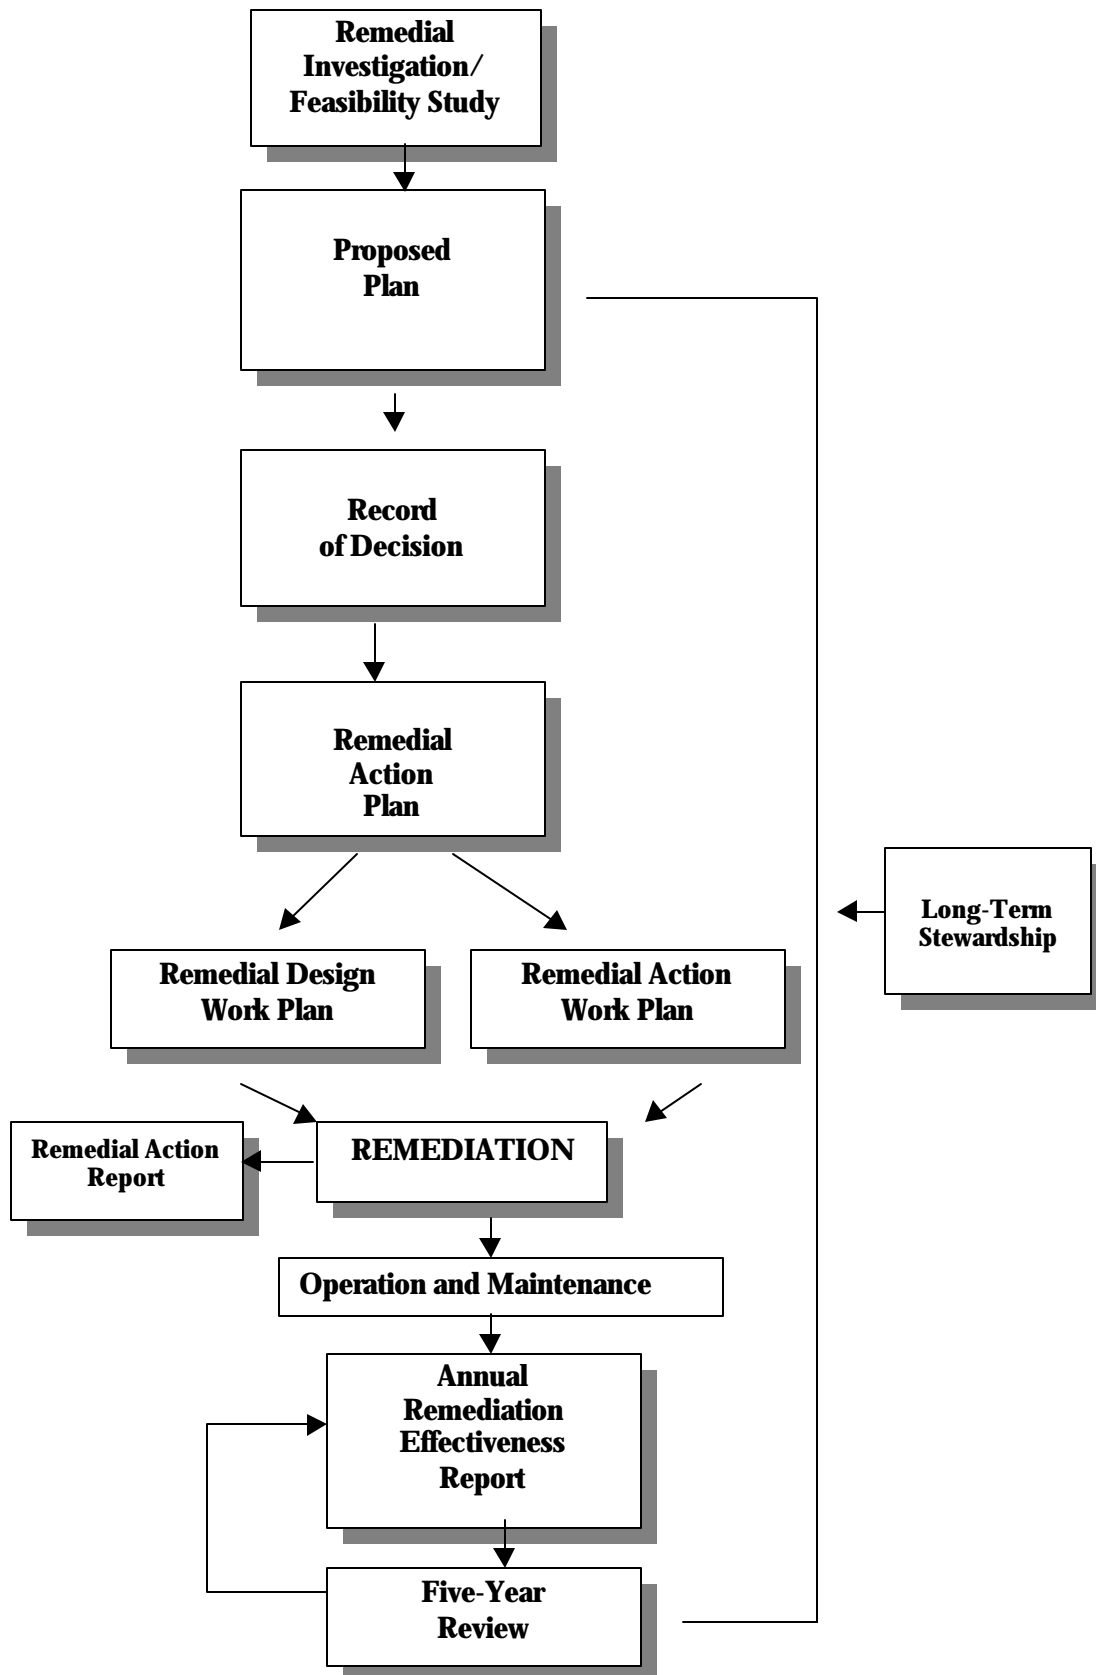 Remedial
Investigation/
Feasibility Study
Proposed
Plan
Record
of Decision
Remedial
Action
Plan
Long-Term
Stewardship
Remedial Design
Work Plan
Remedial Action
Work Plan
Remedial Action
Report
REMEDIATION
Operation and Maintenance
Annual
Remediation
Effectiveness
Report
Five-Year
Review